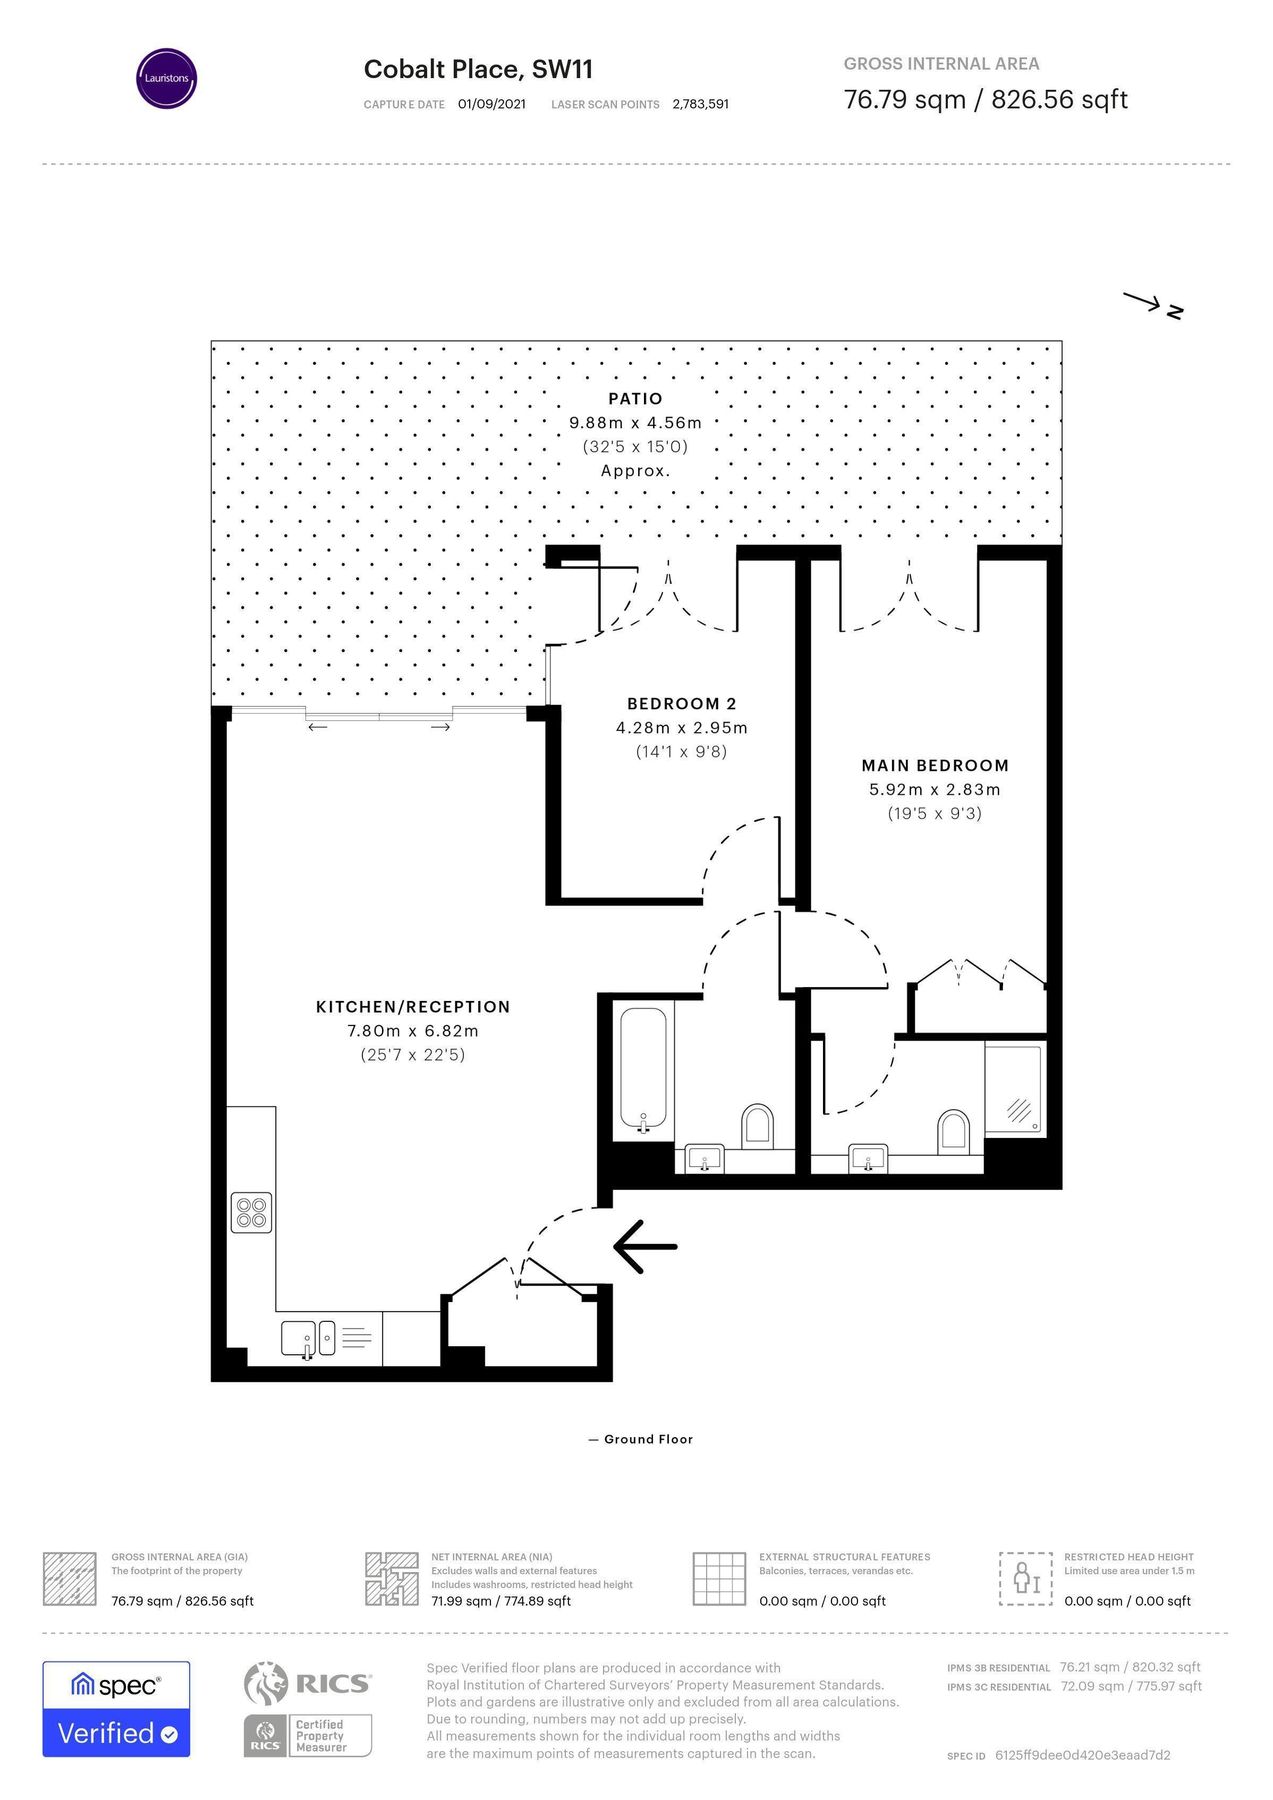 Lauristons
Cobalt Place, SW11
CAPTURE DATE 01/09/2021 LASER SCAN POINTS 2,783,591
GROSS INTERNAL AREA
76.79 sqm / 826.56 sqft
N
PATIO
9.88m x 4.56m
(32'5 x 15'0)
Approx.
BEDROOM 2
4.28m x 2.95m
(14'1 x 9'8)
MAIN BEDROOM
5.92m x 2.83m
(19'5 x 9'3)
KITCHEN/RECEPTION
7.80m x 6.82m
(25'7 x 22'5)
— Ground Floor
GROSS INTERNAL AREA (GIA)
The footprint of the property
76.79 sqm / 826.56 sqft
NET INTERNAL AREA (NIA)
Excludes walls and external features
Includes washrooms, restricted head height
71.99 sqm / 774.89 sqft
EXTERNAL STRUCTURAL FEATURES
Balconies, terraces, verandas etc.
0.00 sqm / 0.00 sqft
RESTRICTED HEAD HEIGHT
Limited use area under 1.5 m
0.00 sqm / 0.00 sqft
spec®
Verified
RICS®
RICS
Certified
Property
Measurer
Spec Verified floor plans are produced in accordance with
Royal Institution of Chartered Surveyors' Property Measurement Standards.
Plots and gardens are illustrative only and excluded from all area calculations.
Due to rounding, numbers may not add up precisely.
All measurements shown for the individual room lengths and widths
are the maximum points of measurements captured in the scan.
IPMS 3B RESIDENTIAL 76.21 sqm / 820.32 sqft
IPMS 3C RESIDENTIAL 72.09 sqm / 775.97 sqft
SPEC ID 6125ff9dee0d420e3eaad7d2